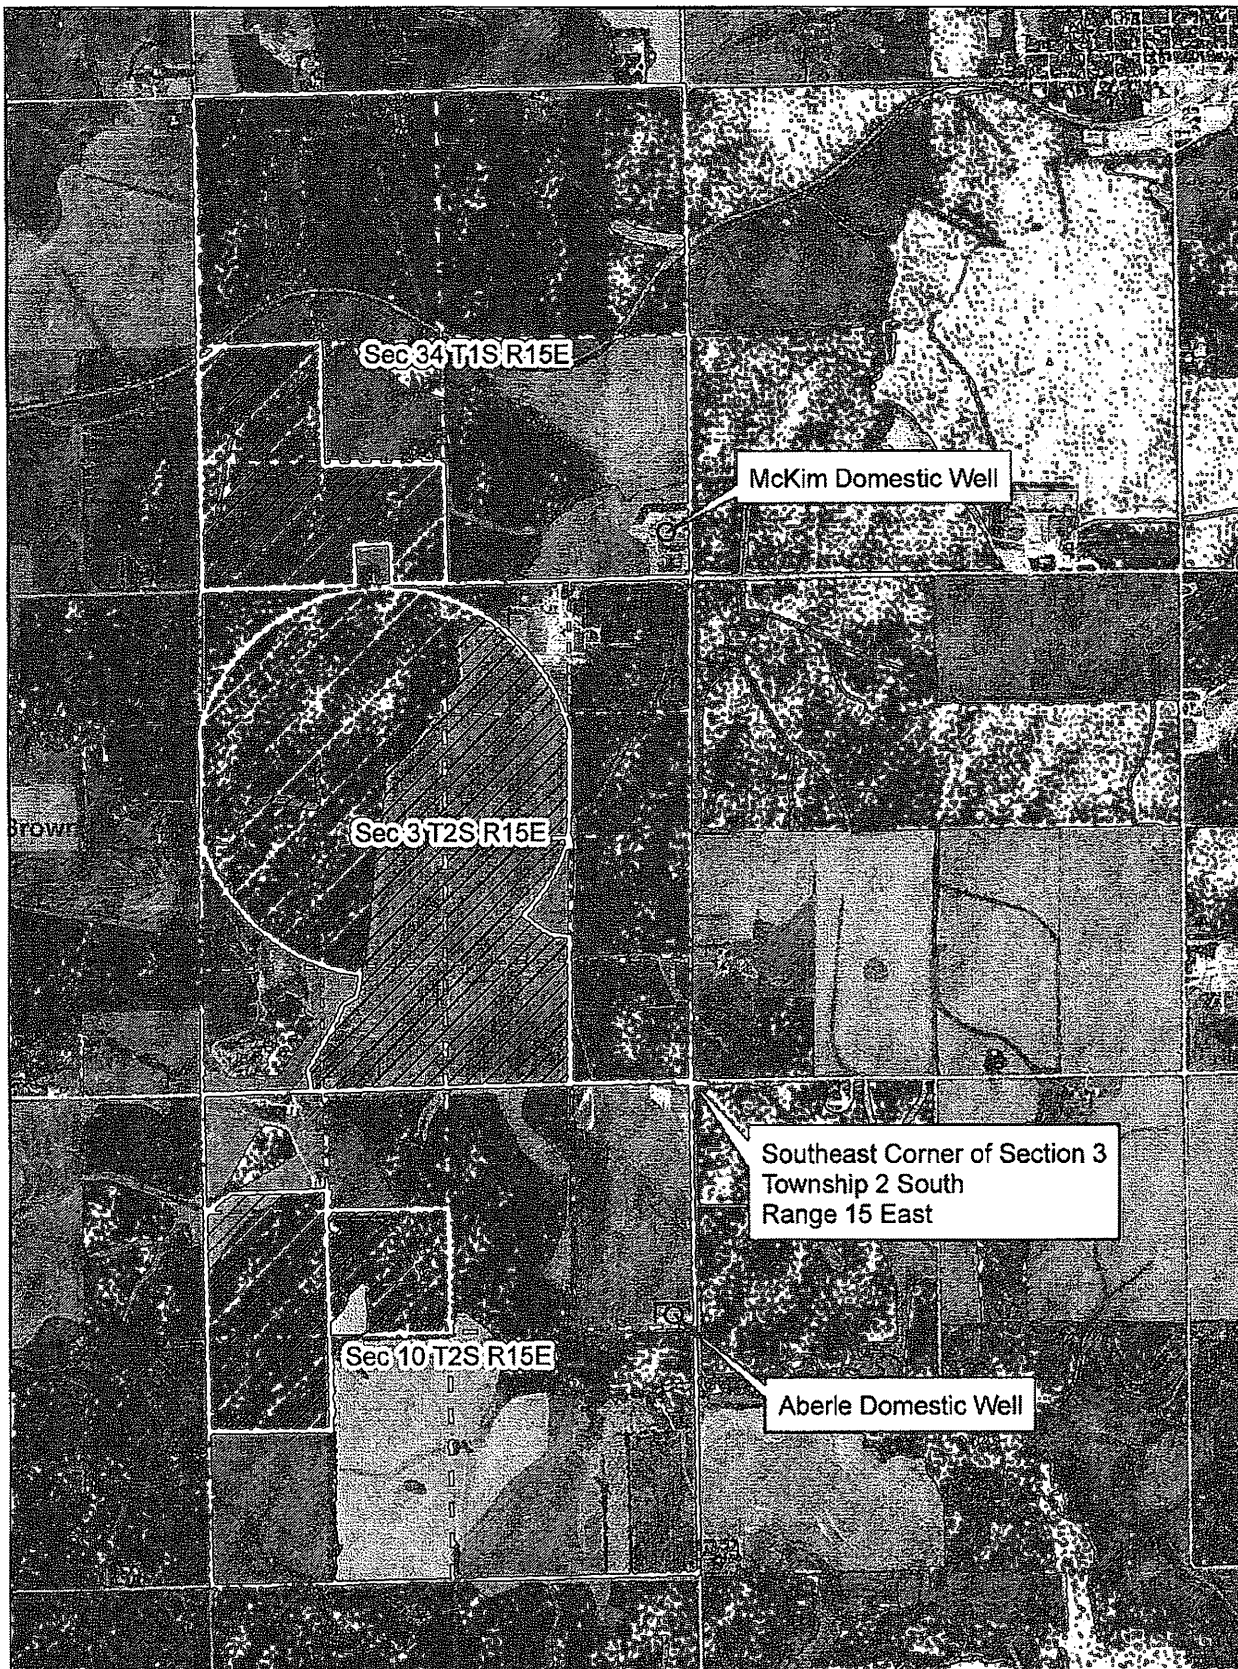 Sec 34 T1S R15E
McKim Domestic Well
Brown
Sec 3 T2S R15E
Southeast Corner of Section 3
Township 2 South
Range 15 East
Sec 10 T2S R15E
Aberle Domestic Well